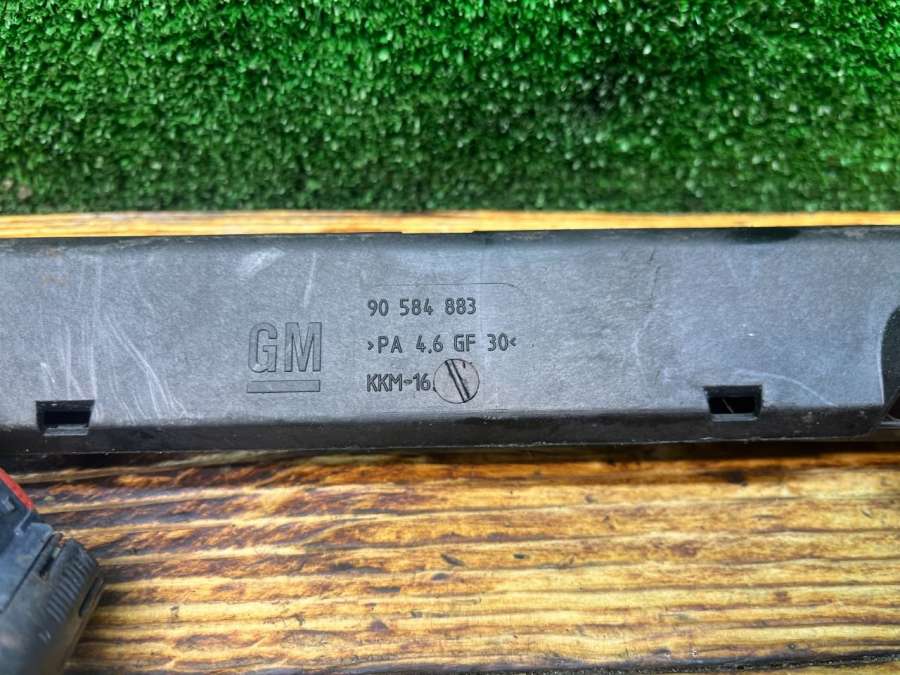 GM
90 584 883
>PA 4.6 GF 30<
KKM-16